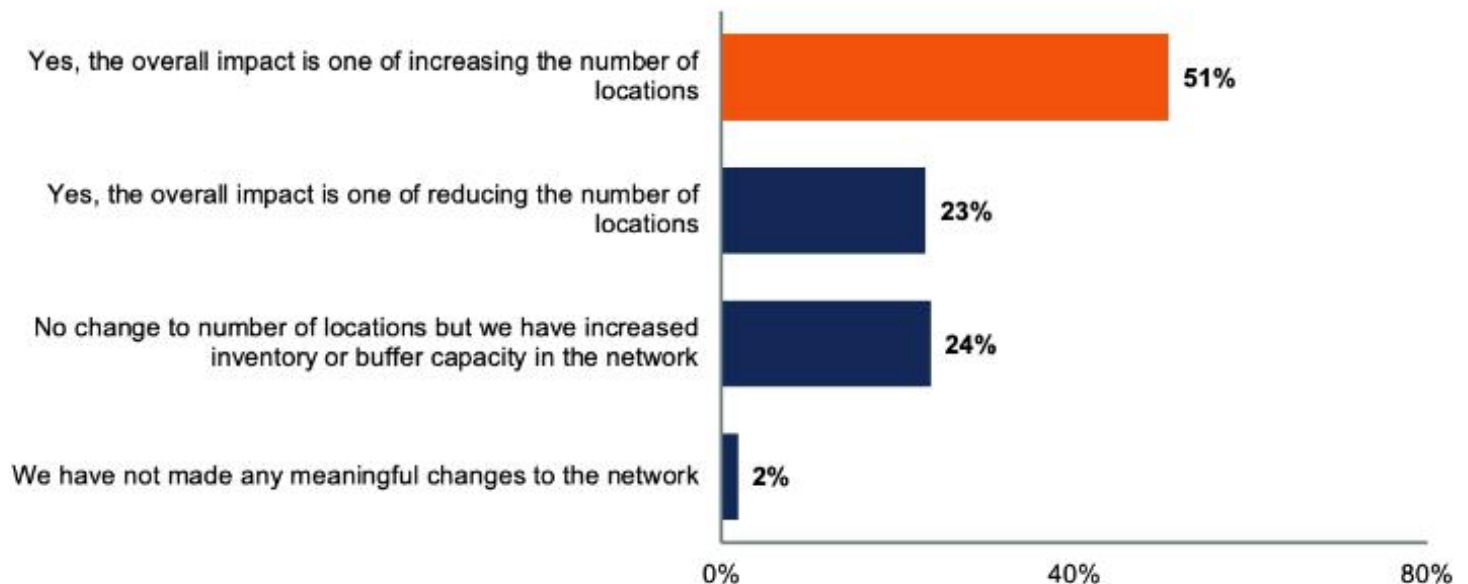 Yes, the overall impact is one of increasing the number of
locations
51%
Yes, the overall impact is one of reducing the number of
locations
23%
No change to number of locations but we have increased
inventory or buffer capacity in the network
24%
We have not made any meaningful changes to the network
2%
0%
40%
80%